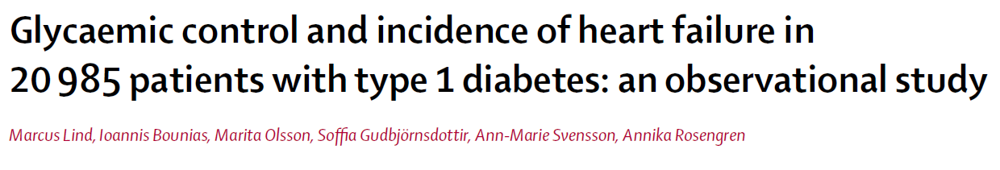 Glycaemic control and incidence of heart failure in
20 985 patients with type 1 diabetes: an observational study
Marcus Lind, Ioannis Bounias, Marita Olsson, Soffia Gudbjörnsdottir, Ann-Marie Svensson, Annika Rosengren